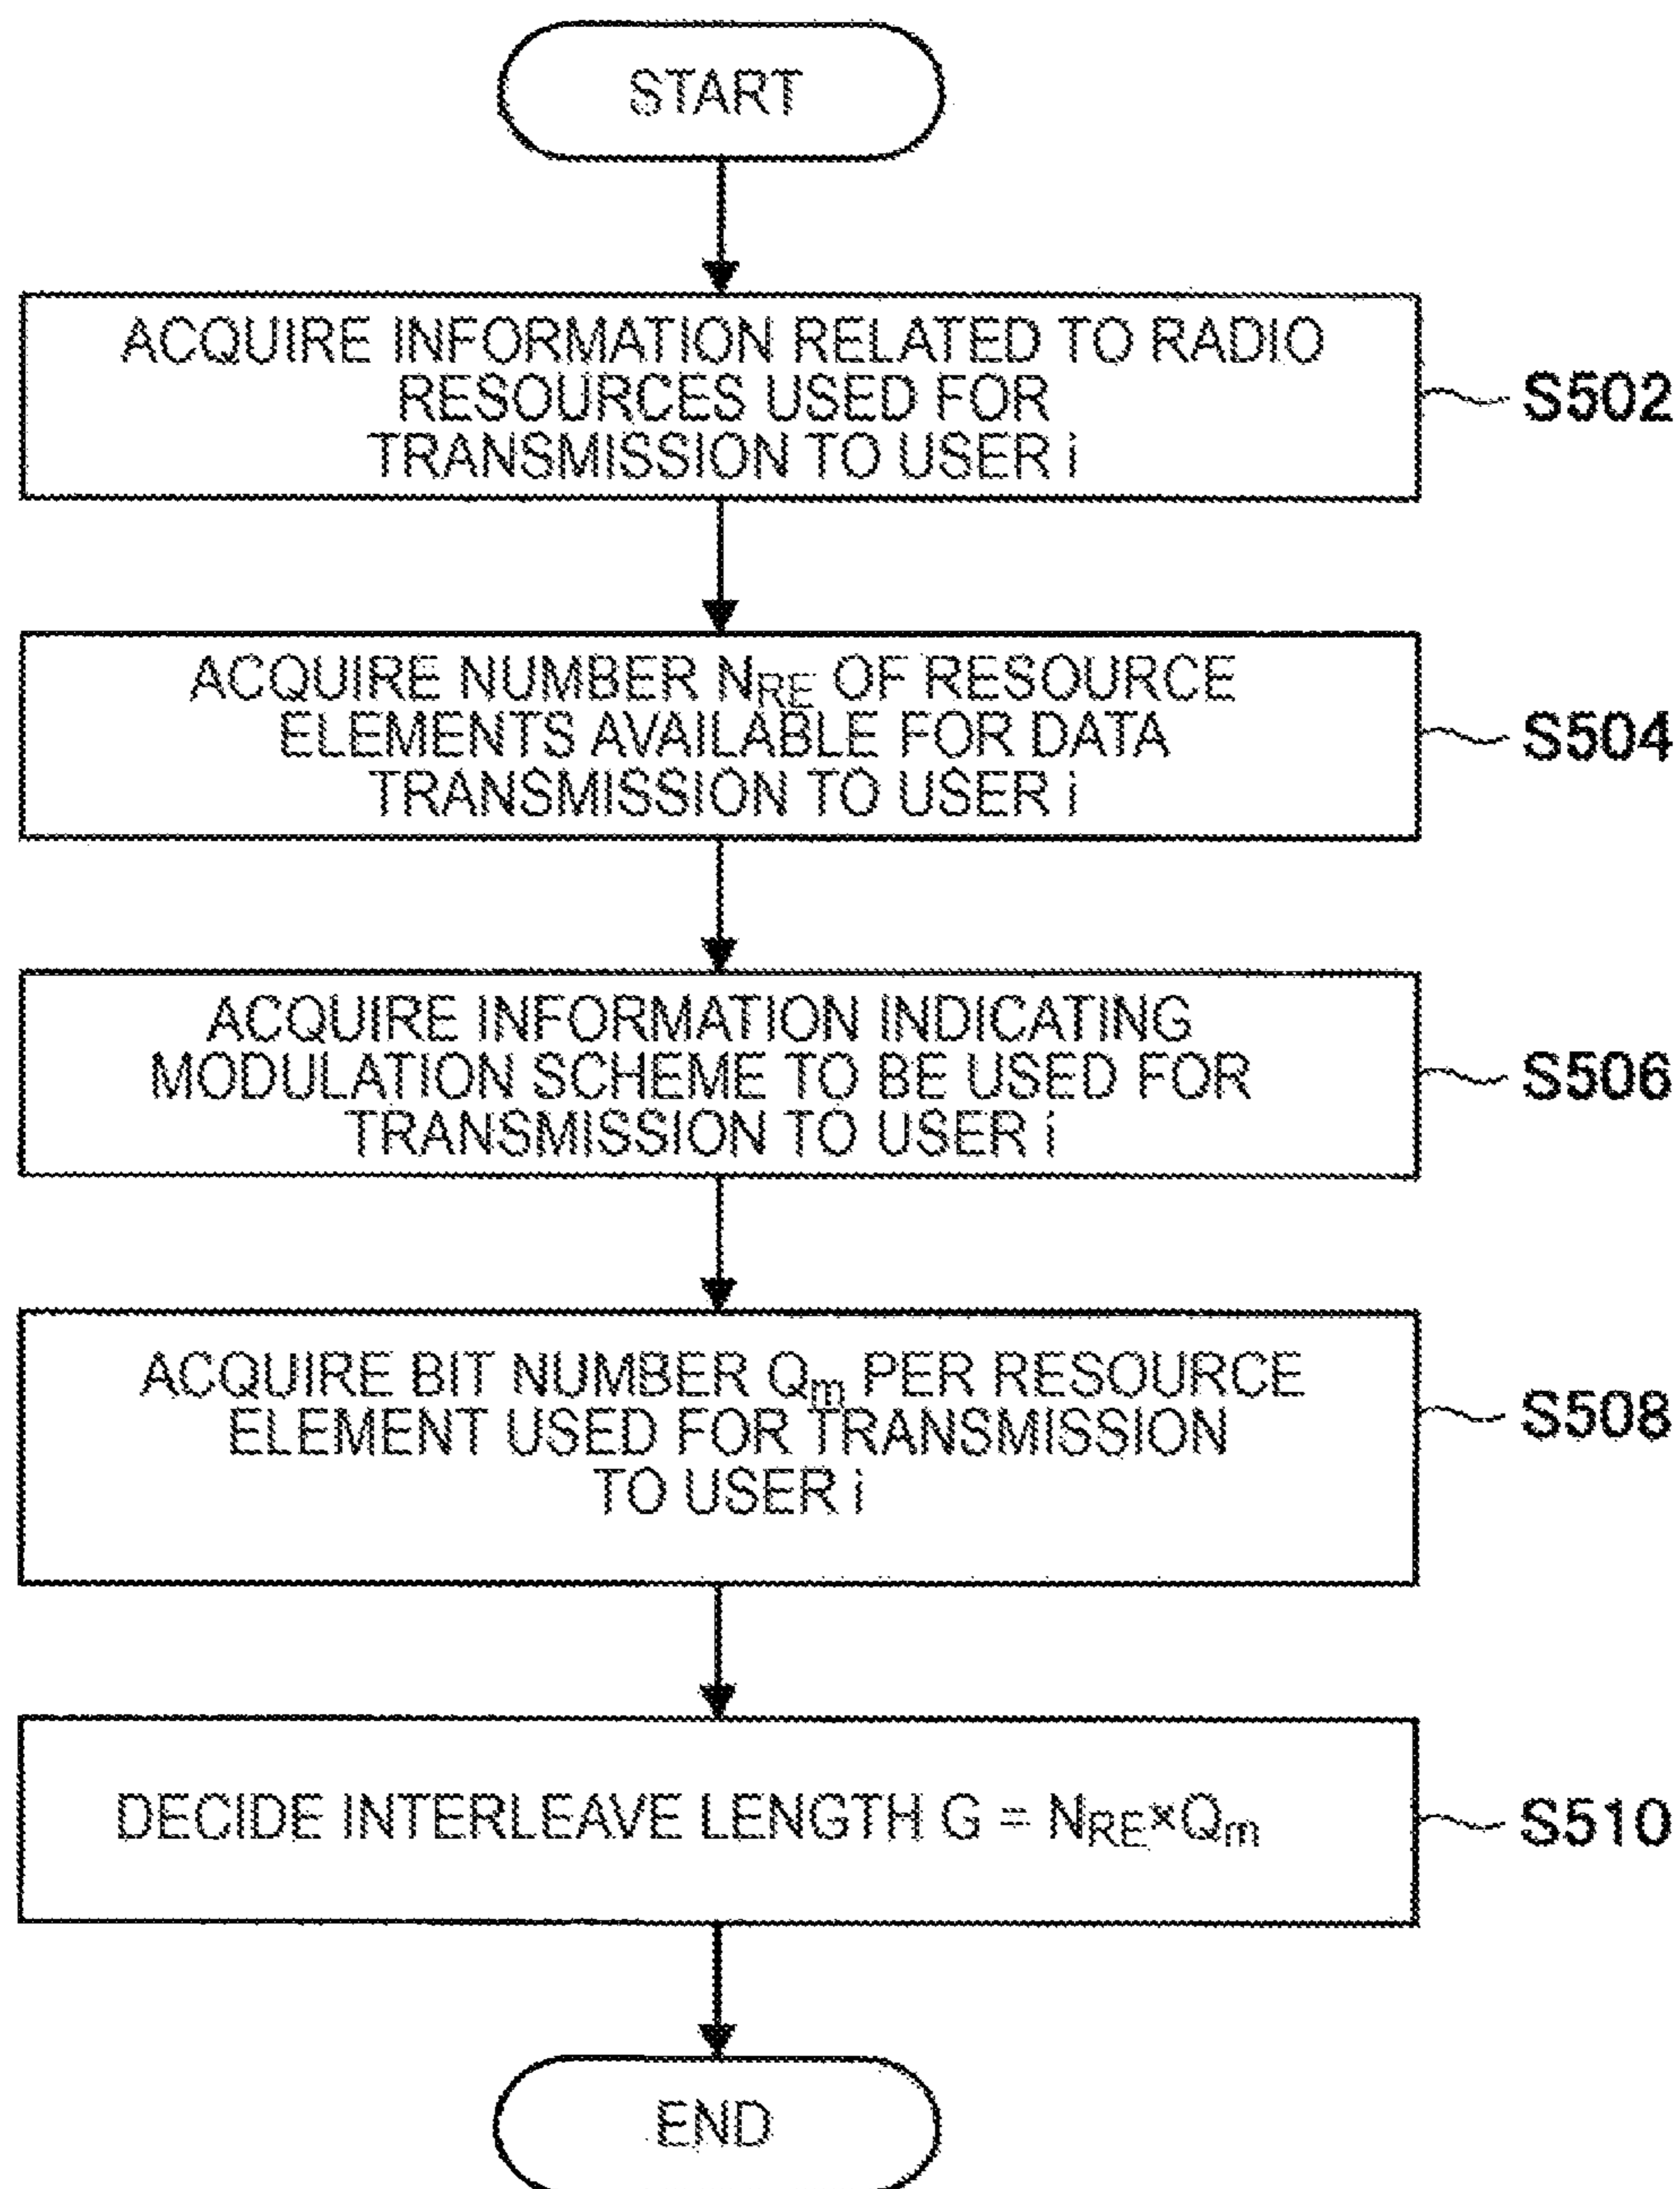 START
ACQUIRE INFORMATION RELATED TO RADIO
RESOURCES USED FOR
TRANSMISSION TO USER i
S502
ACQUIRE NUMBER NRE OF RESOURCE
ELEMENTS AVAILABLE FOR DATA
TRANSMISSION TO USER i
S504
ACQUIRE INFORMATION INDICATING
MODULATION SCHEME TO BE USED FOR
TRANSMISSION TO USER i
S506
ACQUIRE BIT NUMBER Qm PER RESOURCE
ELEMENT USED FOR TRANSMISSION
TO USER i
S508
DECIDE INTERLEAVE LENGTH G = NRE×Qm
S510
END